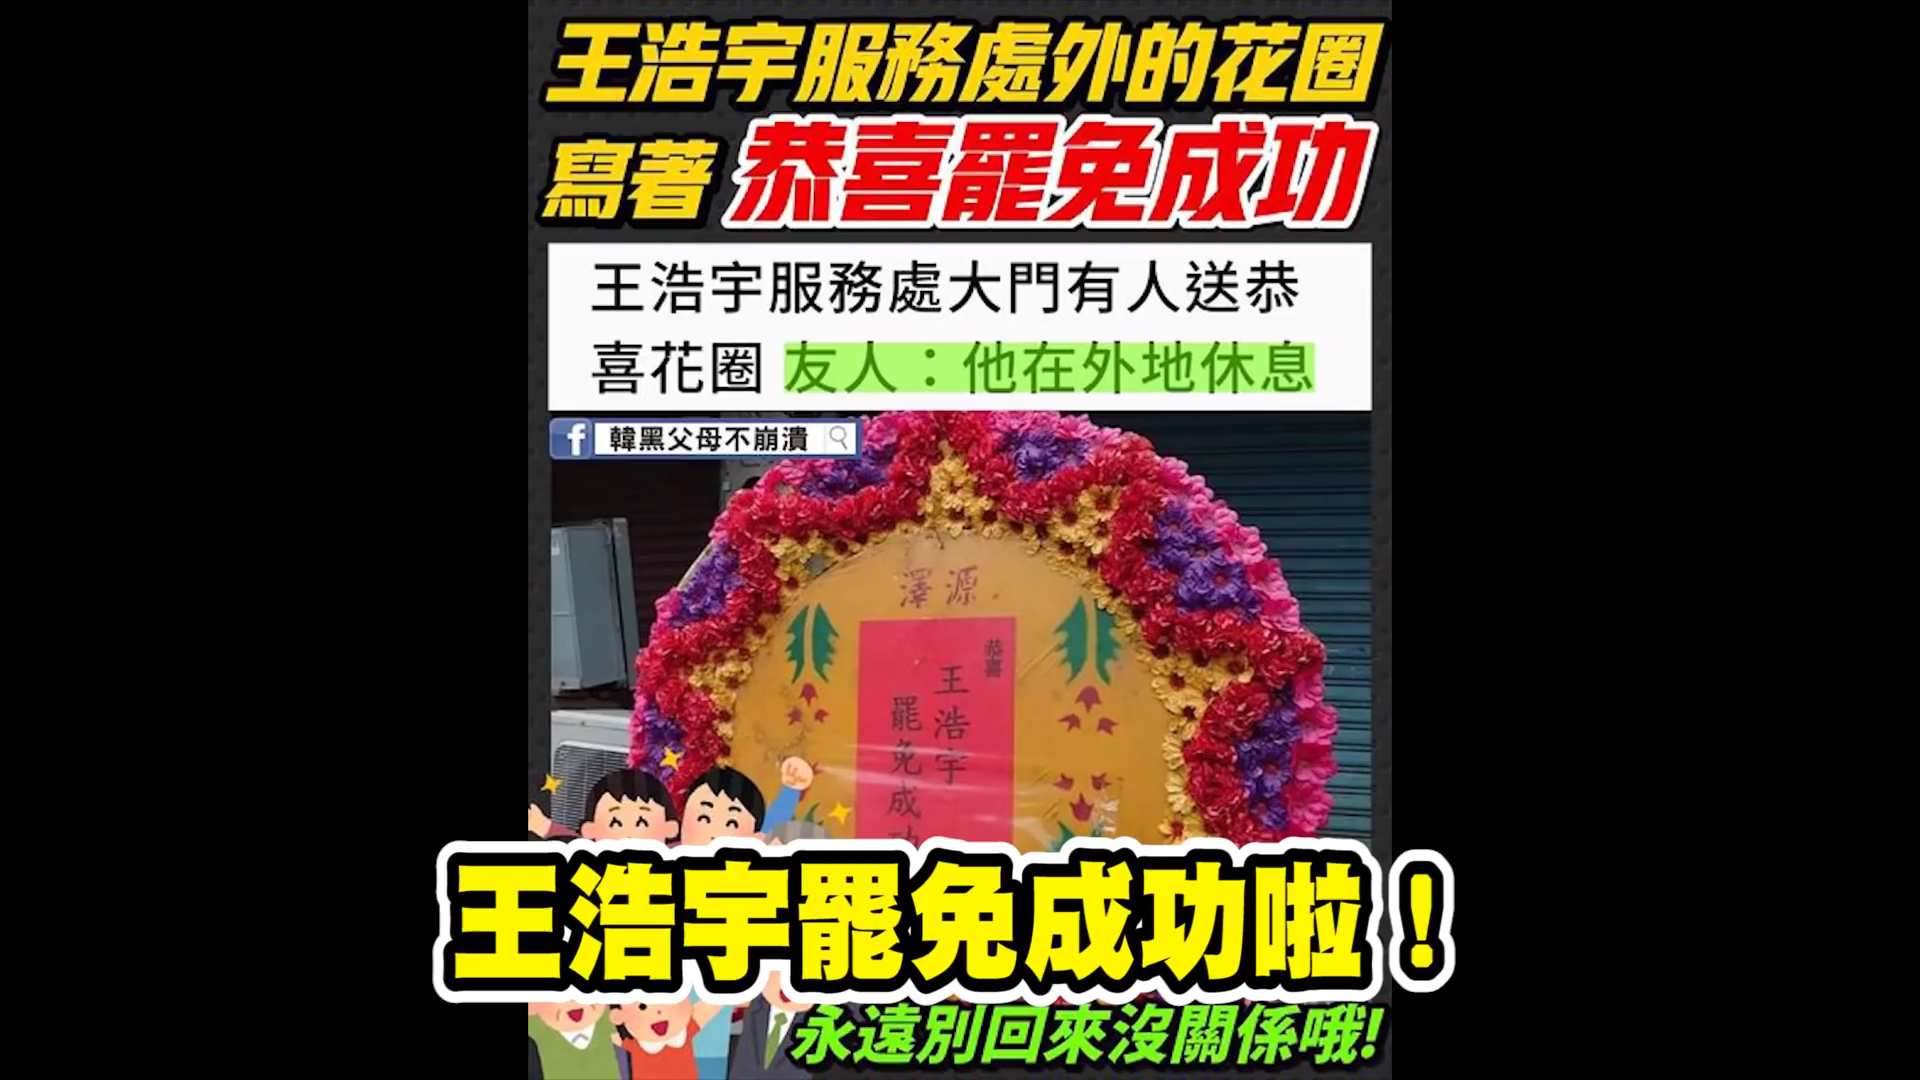 王浩宇服務處外的花圈
寫著 恭喜罷免成功
王浩宇服務處大門有人送恭
喜花圈 友人：他在外地休息
f 韓黑父母不崩潰
澤源
恭喜
王浩宇
罷免成功
王浩宇罷免成功啦！
永遠別回來沒關係哦!